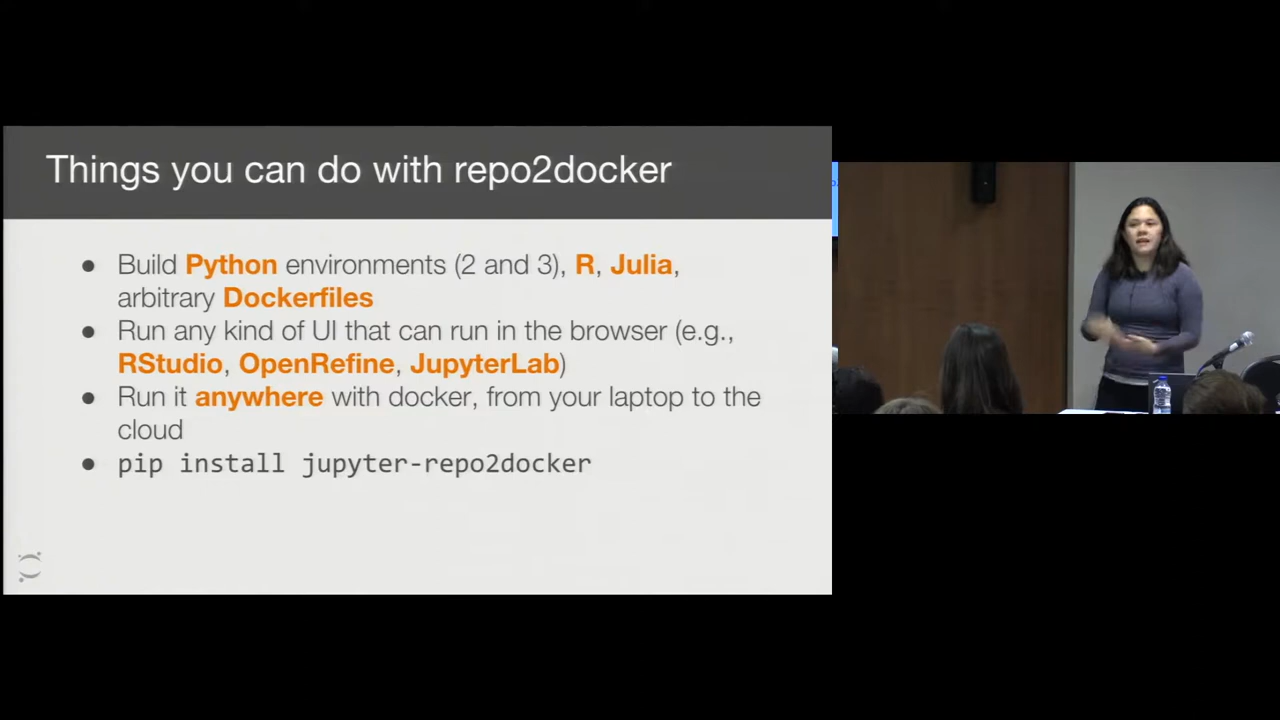 Things you can do with repo2docker
● Build Python environments (2 and 3), R, Julia,
arbitrary Dockerfiles
● Run any kind of UI that can run in the browser (e.g.,
RStudio, OpenRefine, JupyterLab)
● Run it anywhere with docker, from your laptop to the
cloud
● pip install jupyter-repo2docker